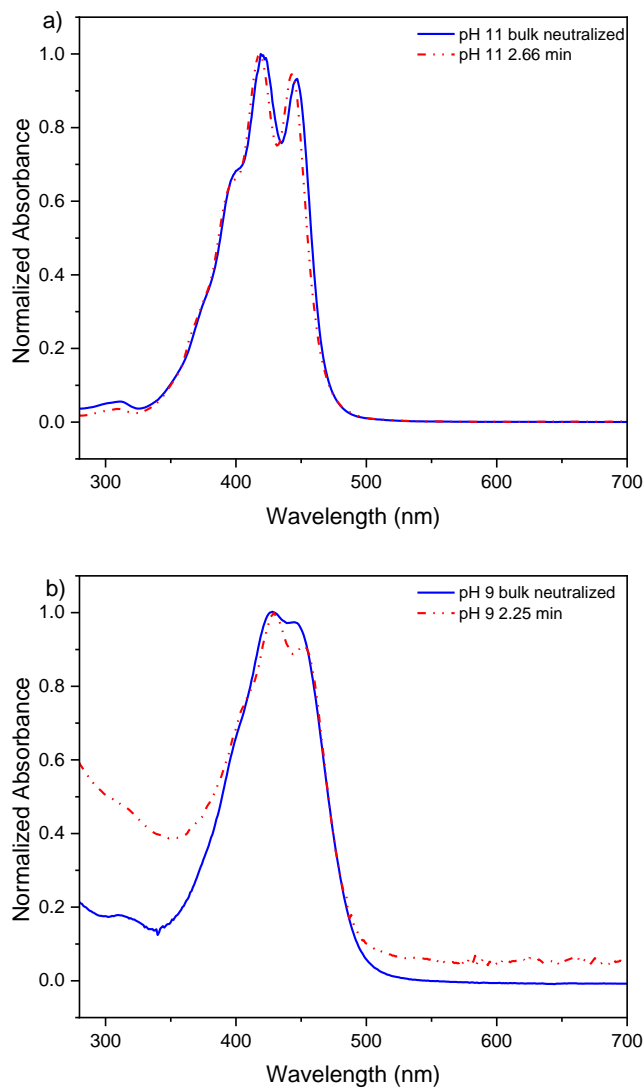 a)
pH 11 bulk neutralized
pH 11 2.66 min
1.0
0.8
0.6
0.4
0.2
0.0
Normalized Absorbance
300 400 500 600 700
Wavelength (nm)
b)
pH 9 bulk neutralized
pH 9 2.25 min
1.0
0.8
0.6
0.4
0.2
0.0
Normalized Absorbance
300 400 500 600 700
Wavelength (nm)